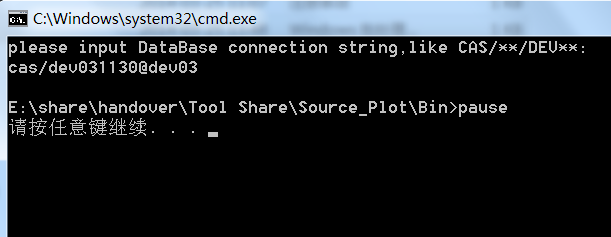 C:\Windows\system32\cmd.exe
please input DataBase connection string,like CAS/**/DEV**:
cas/dev031130@dev03
E:\share\handover\Tool Share\Source_Plot\Bin>pause
请按任意键继续. . .